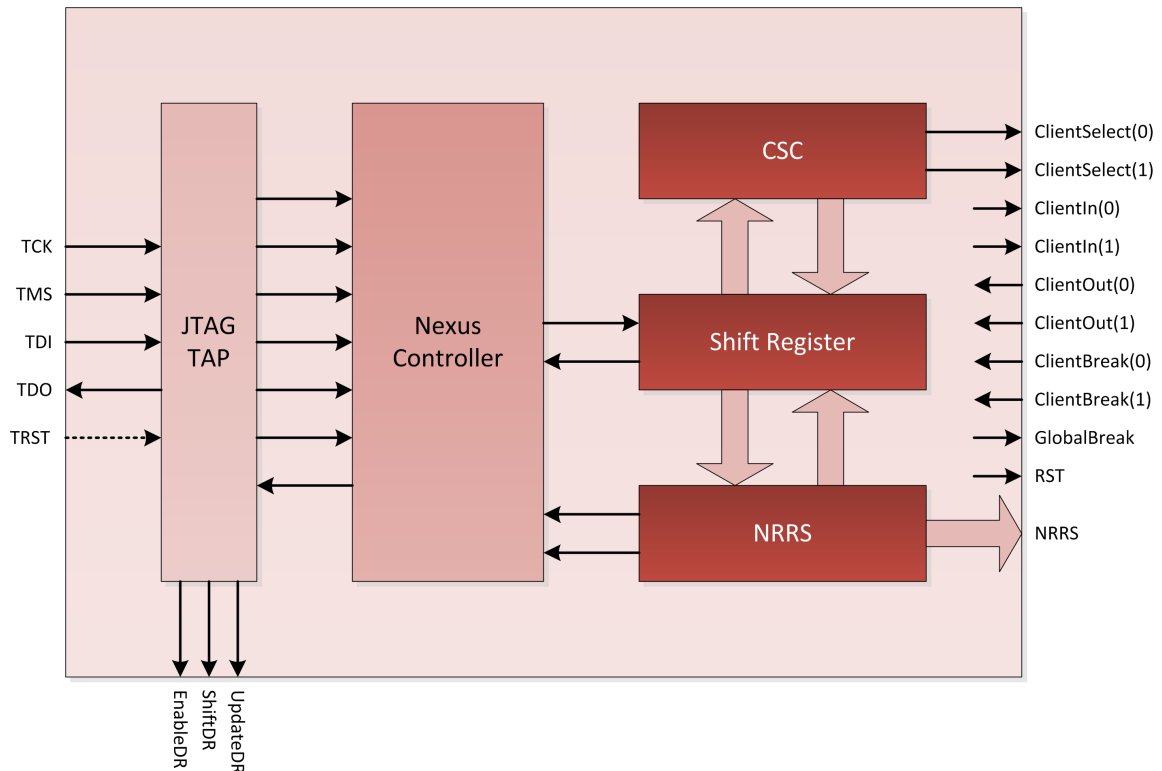 CSC
ClientSelect(0)
ClientSelect(1)
ClientIn(0)
ClientIn(1)
ClientOut(0)
ClientOut(1)
ClientBreak(0)
ClientBreak(1)
GlobalBreak
RST
NRRS
TCK
TMS
TDI
TDO
TRST
JTAG
TAP
Nexus
Controller
Shift Register
NRRS
EnableDR
ShiftDR
UpdateDR